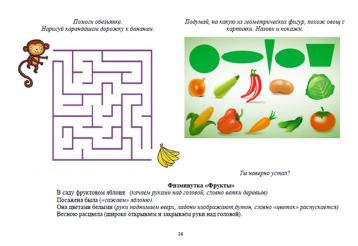 Помоги обезьянке.
Нарисуй карандашом дорожку к бананам.
Подумай, на какую из геометрических фигур, похож овощ с
картинки. Назови и покажи.
Ты наверно устал?
Физминутка «Фрукты»
В саду фруктовом яблоня (качаем руками над головой, словно ветки деревьев)
Посажена была («сажаем» яблоню).
Она цветами белыми (руки поднимаем вверх, ладони изображают бутон, словно «цветок» распускается)
Весною расцвела (широко открываем и закрываем руки над головой).
26